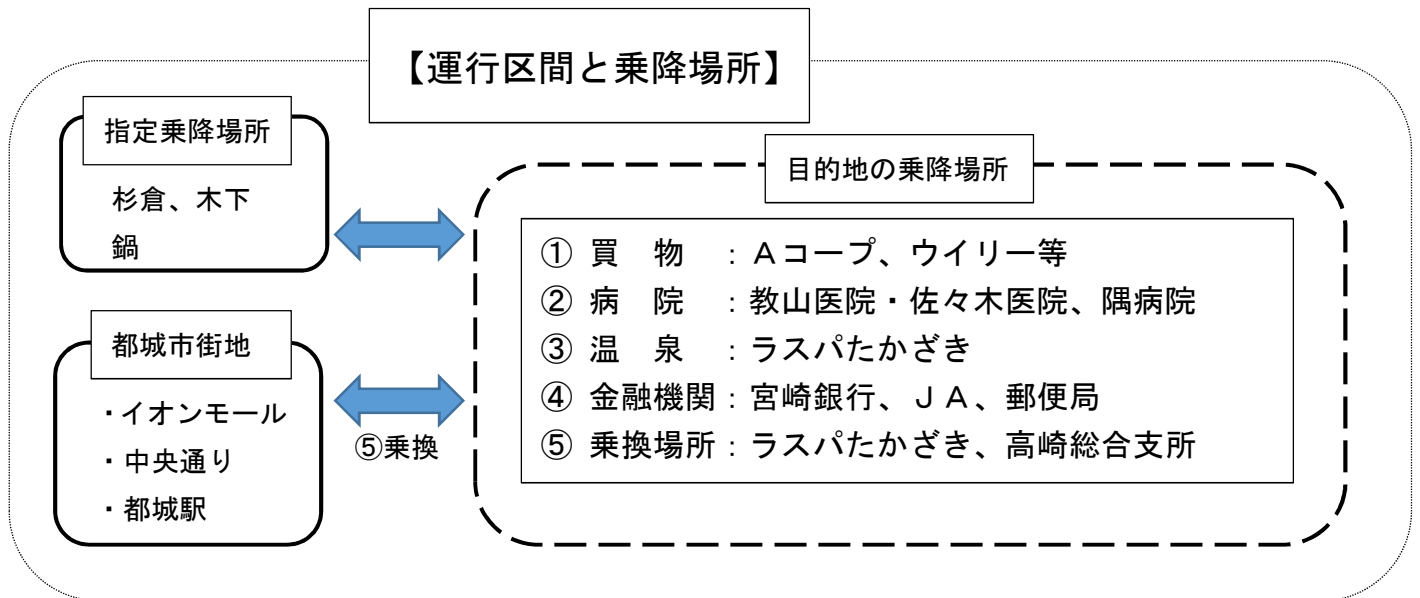 【運行区間と乗降場所】
指定乗降場所
杉倉、木下
鍋
都城市街地
・イオンモール
・中央通り
・都城駅
⑤乗換
目的地の乗降場所
① 買　物　：Ａコープ、ウイリー等
② 病　院　：教山医院・佐々木医院、隅病院
③ 温　泉　：ラスパたかざき
④ 金融機関：宮崎銀行、ＪＡ、郵便局
⑤ 乗換場所：ラスパたかざき、高崎総合支所